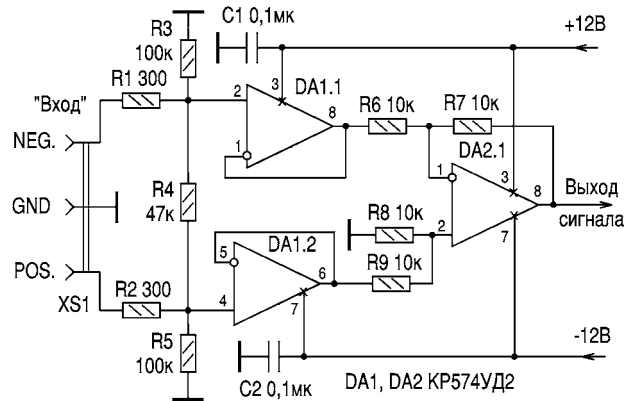 C1 0,1мк
+12В
R3
100к
R1 300
"Вход"
3
DA1.1
2
8
1
R6 10к
R7 10к
DA2.1
NEG.
GND
POS.
XS1
R4
47к
1
3
8
2
7
Выход
сигнала
R8 10к
R9 10к
DA1.2
5
6
4
7
R2 300
R5
100к
C2 0,1мк
-12В
DA1, DA2 КР574УД2